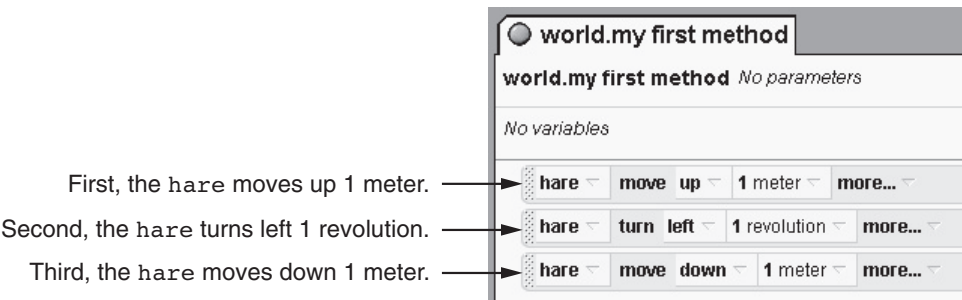 world.my first method
world.my first method No parameters
No variables
First, the hare moves up 1 meter.
hare move up 1 meter more...
Second, the hare turns left 1 revolution.
hare turn left 1 revolution more...
Third, the hare moves down 1 meter.
hare move down 1 meter more...